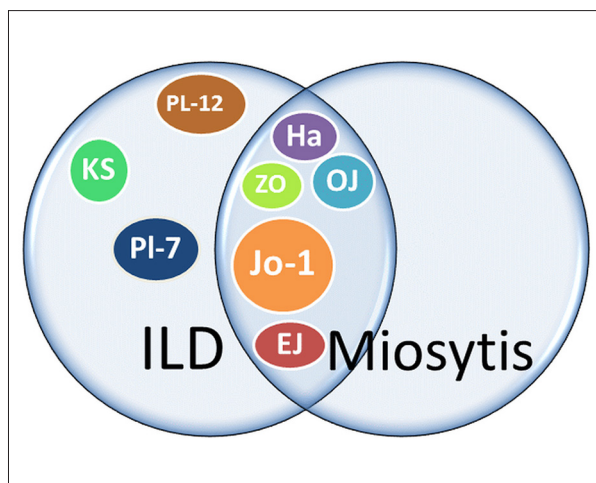 PL-12
Ha
KS
ZO
OJ
Pl-7
Jo-1
EJ
ILD
Miosytis